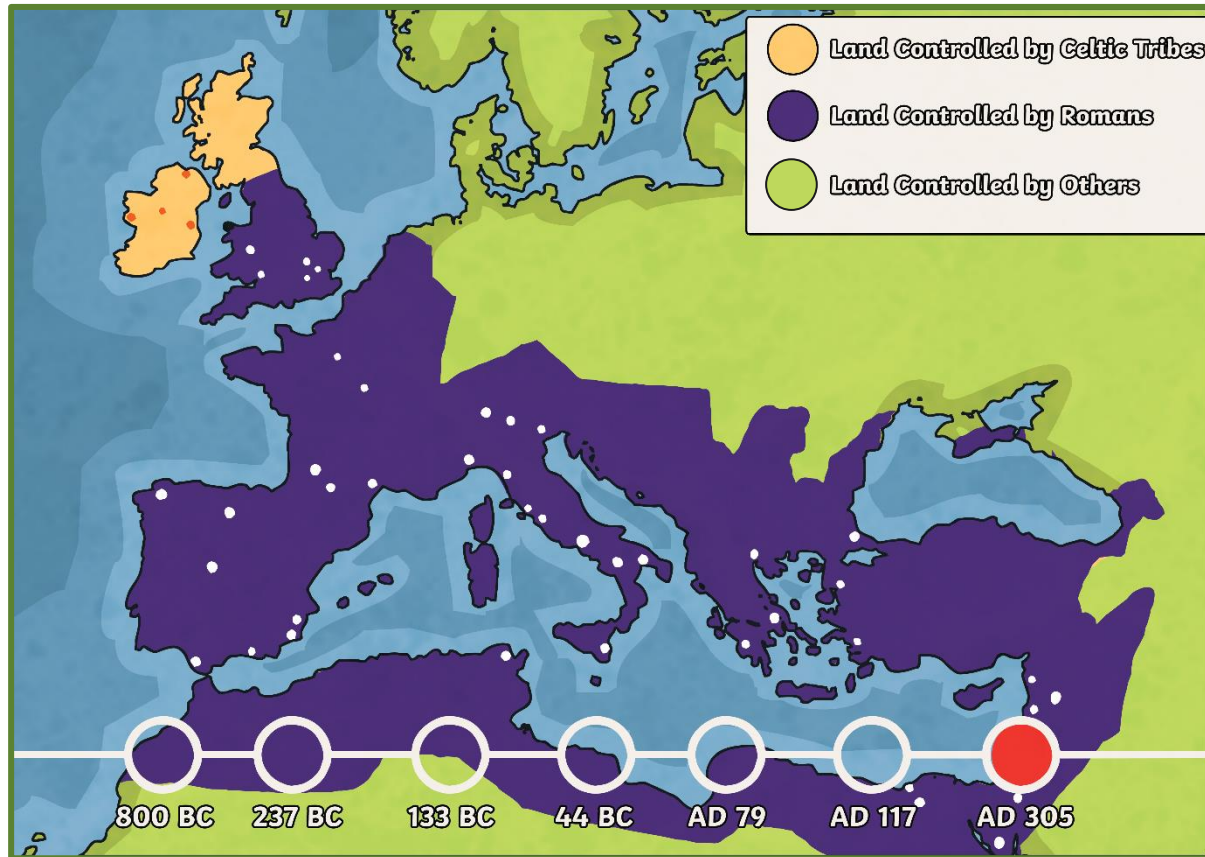 Land Controlled by Celtic Tribes
Land Controlled by Romans
Land Controlled by Others
800 BC 237 BC 133 BC 44 BC AD 79 AD 117 AD 305